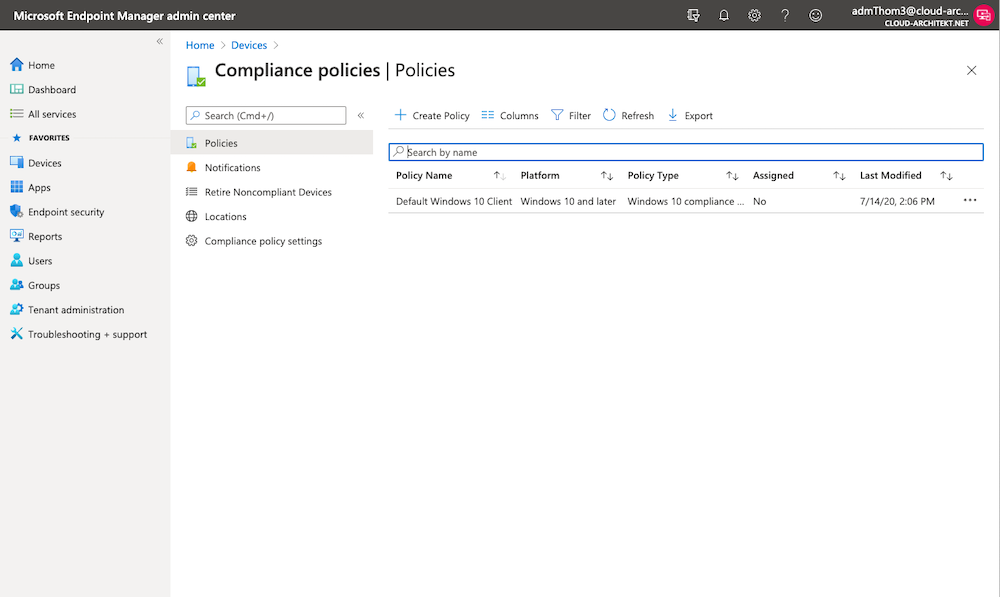 Microsoft Endpoint Manager admin center
admThom3@cloud-arc...
CLOUD-ARCHITEKT.NET
Home
Dashboard
All services
FAVORITES
Devices
Apps
Endpoint security
Reports
Users
Groups
Tenant administration
Troubleshooting + support
Home > Devices >
Compliance policies | Policies
Search (Cmd+/)
Policies
Notifications
Retire Noncompliant Devices
Locations
Compliance policy settings
Create Policy Columns Filter Refresh Export
Search by name
Policy Name Platform Policy Type Assigned Last Modified
Default Windows 10 Client Windows 10 and later Windows 10 compliance ... No 7/14/20, 2:06 PM